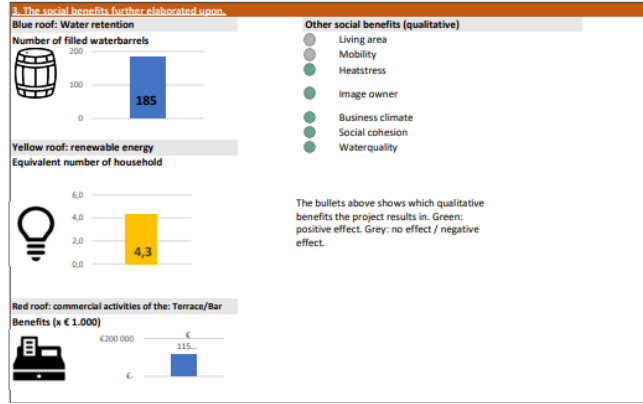 3. The social benefits further elaborated upon.
Blue roof: Water retention
Number of filled waterbarrels
200
100
0
185
Yellow roof: renewable energy
Equivalent number of household
6,0
4,0
2,0
0,0
4,3
Red roof: commercial activities of the: Terrace/Bar
Benefits (x € 1.000)
€200 000
€-
€
115...
Other social benefits (qualitative)
Living area
Mobility
Heatstress
Image owner
Business climate
Social cohesion
Waterquality
The bullets above shows which qualitative
benefits the project results in. Green:
positive effect. Grey: no effect / negative
effect.